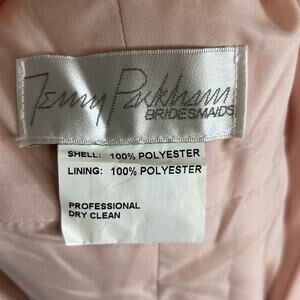 Jenny Packham
BRIDESMAIDS
SHELL: 100% POLYESTER
LINING: 100% POLYESTER
PROFESSIONAL
DRY CLEAN